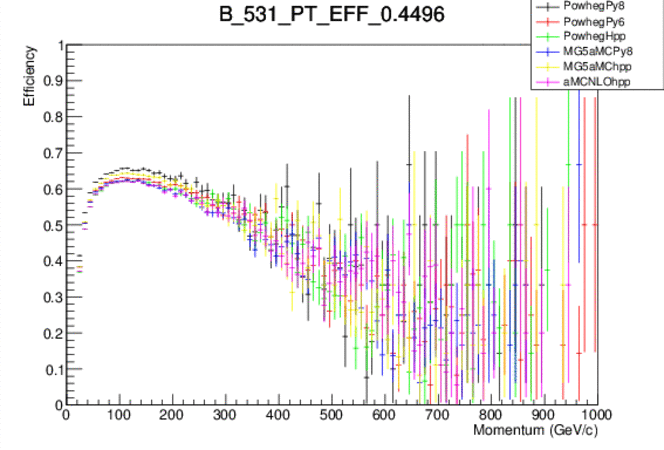 B_531_PT_EFF_0.4496
PowhegPy8
PowhegPy6
PowhegHpp
MG5aMCPy8
MG5aMChpp
aMCNLOhpp
Efficiency
1
0.9
0.8
0.7
0.6
0.5
0.4
0.3
0.2
0.1
0
0 100 200 300 400 500 600 700 800 900 1000
Momentum (GeV/c)